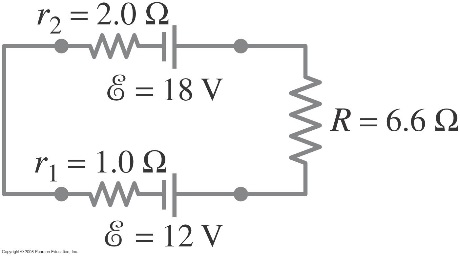 r₂ = 2.0 Ω
ℰ = 18 V
R = 6.6 Ω
r₁ = 1.0 Ω
ℰ = 12 V